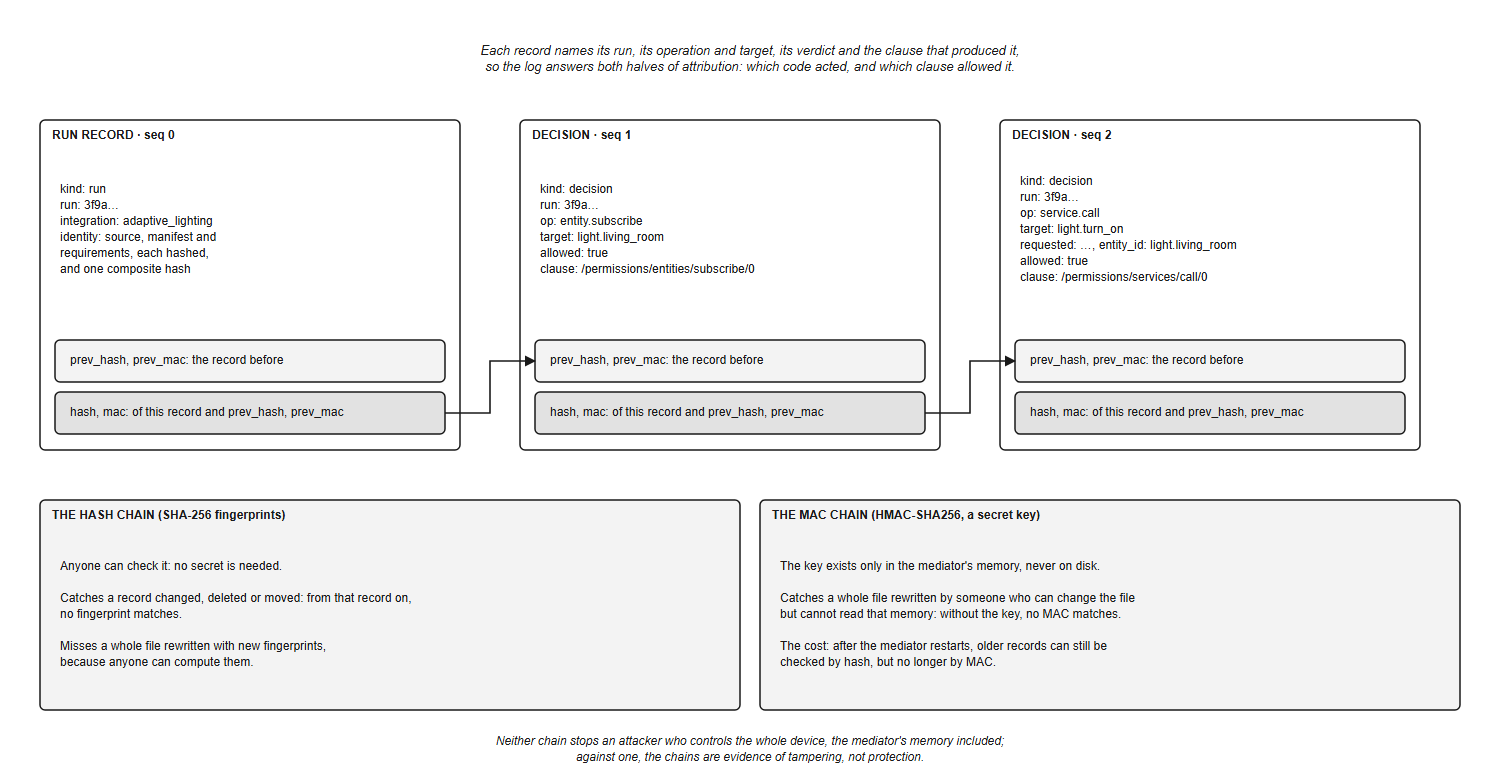 Each record names its run, its operation and target, its verdict and the clause that produced it,
so the log answers both halves of attribution: which code acted, and which clause allowed it.
RUN RECORD · seq 0
kind: run
run: 3f9a…
integration: adaptive_lighting
identity: source, manifest and
requirements, each hashed,
and one composite hash
prev_hash, prev_mac: the record before
hash, mac: of this record and prev_hash, prev_mac
DECISION · seq 1
kind: decision
run: 3f9a…
op: entity.subscribe
target: light.living_room
allowed: true
clause: /permissions/entities/subscribe/0
prev_hash, prev_mac: the record before
hash, mac: of this record and prev_hash, prev_mac
DECISION · seq 2
kind: decision
run: 3f9a…
op: service.call
target: light.turn_on
requested: …, entity_id: light.living_room
allowed: true
clause: /permissions/services/call/0
prev_hash, prev_mac: the record before
hash, mac: of this record and prev_hash, prev_mac
THE HASH CHAIN (SHA-256 fingerprints)
Anyone can check it: no secret is needed.
Catches a record changed, deleted or moved: from that record on,
no fingerprint matches.
Misses a whole file rewritten with new fingerprints,
because anyone can compute them.
THE MAC CHAIN (HMAC-SHA256, a secret key)
The key exists only in the mediator's memory, never on disk.
Catches a whole file rewritten by someone who can change the file
but cannot read that memory: without the key, no MAC matches.
The cost: after the mediator restarts, older records can still be
checked by hash, but no longer by MAC.
Neither chain stops an attacker who controls the whole device, the mediator's memory included;
against one, the chains are evidence of tampering, not protection.